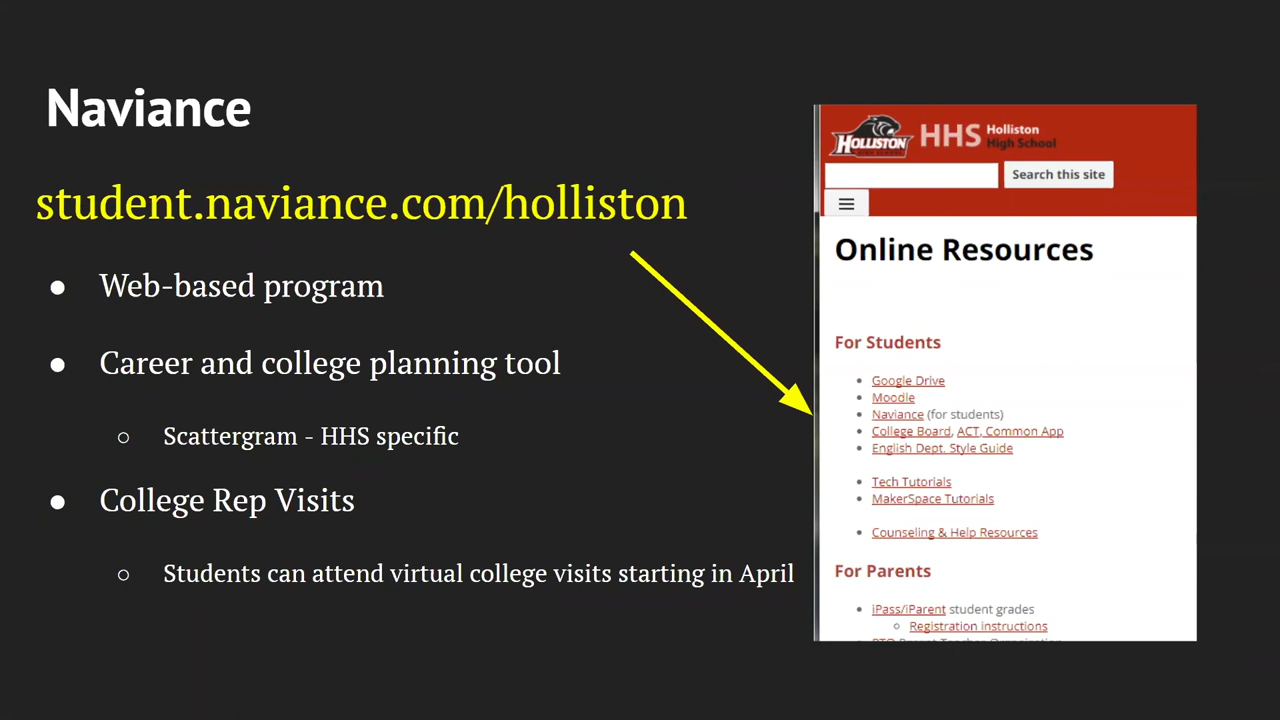 Naviance
student.naviance.com/holliston
● Web-based program
● Career and college planning tool
○ Scattergram - HHS specific
● College Rep Visits
○ Students can attend virtual college visits starting in April
HOLLISTON
HHS Holliston High School
Search this site
Online Resources
For Students
• Google Drive
• Moodle
• Naviance (for students)
• College Board, ACT, Common App
• English Dept. Style Guide
• Tech Tutorials
• MakerSpace Tutorials
• Counseling & Help Resources
For Parents
• iPass/iParent student grades
○ Registration instructions